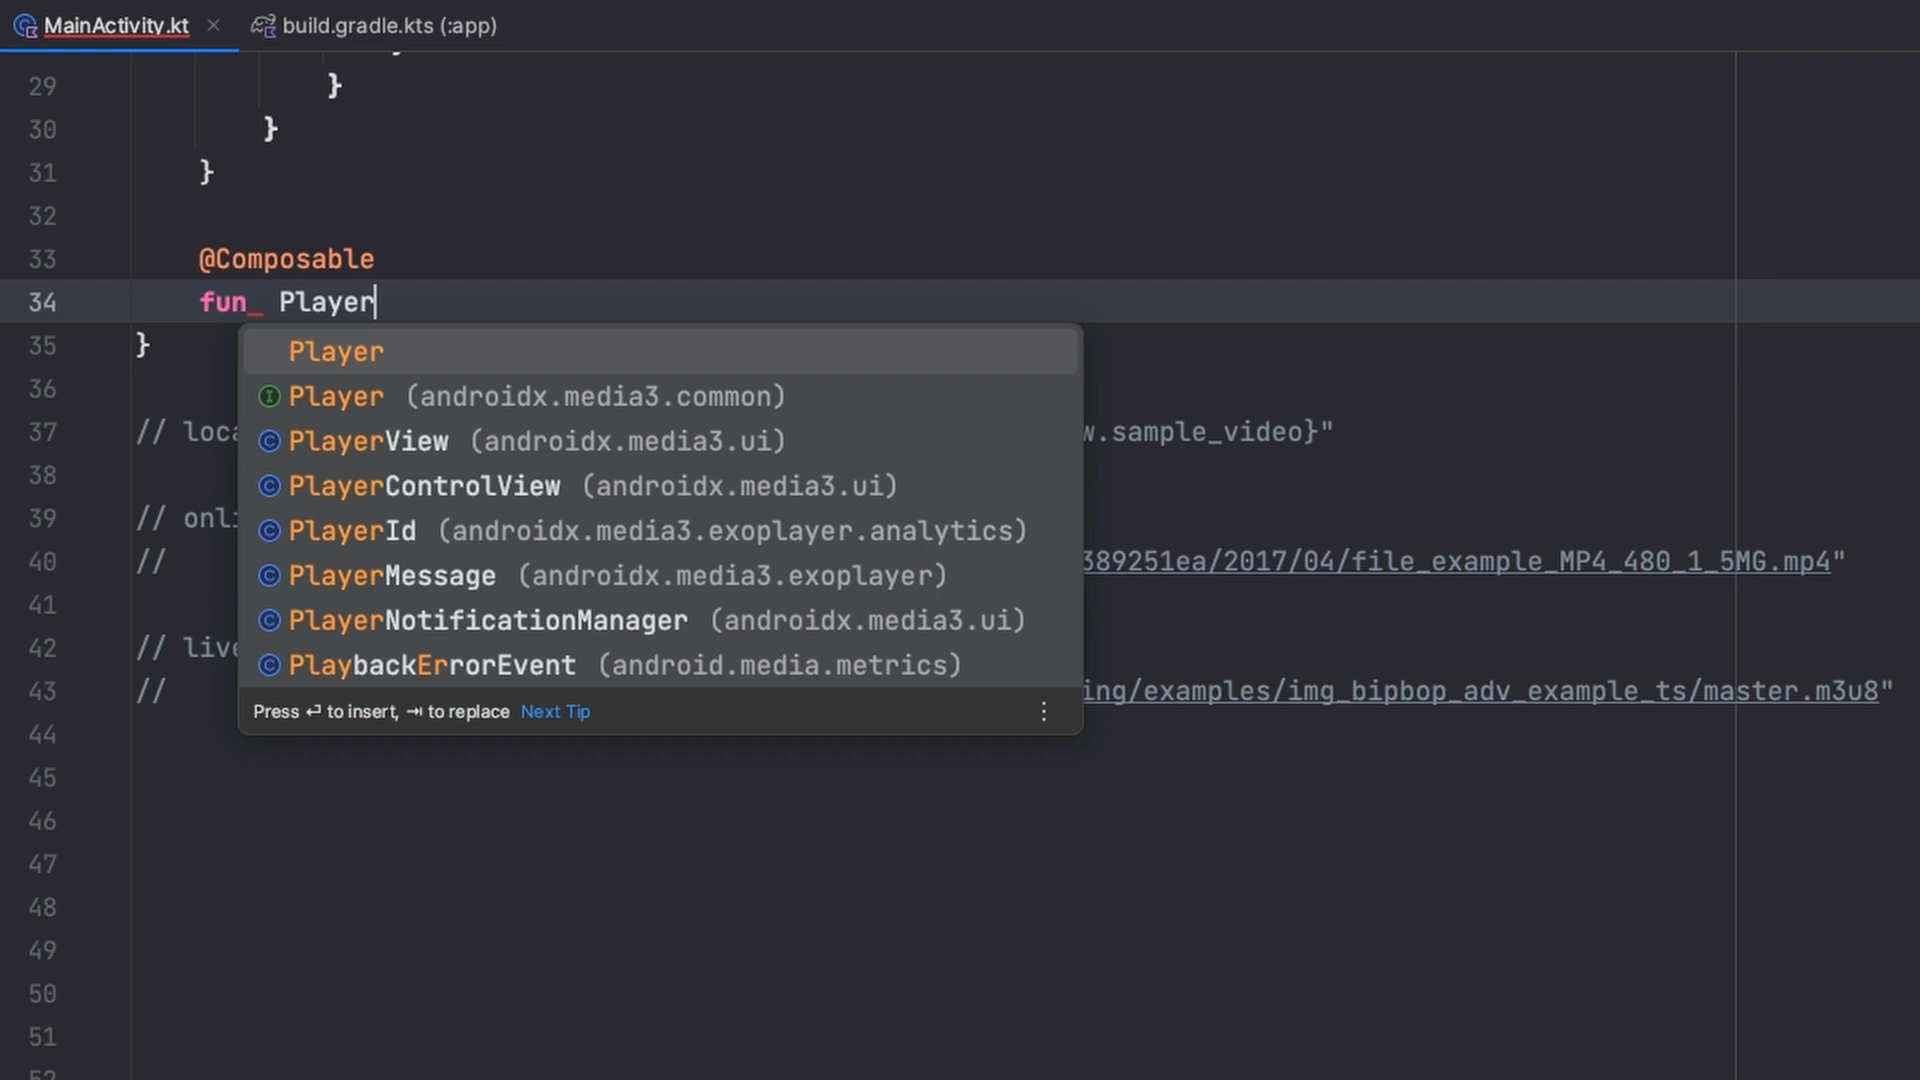 MainActivity.kt × build.gradle.kts (:app)
29 }
30 }
31 }
32
33 @Composable
34 fun_ Player
35 }
Player
36
Player (androidx.media3.common)
37 // loca w.sample_video}"
PlayerView (androidx.media3.ui)
38
PlayerControlView (androidx.media3.ui)
39 // onli
PlayerId (androidx.media3.exoplayer.analytics)
40 // 389251ea/2017/04/file_example_MP4_480_1_5MG.mp4"
PlayerMessage (androidx.media3.exoplayer)
41
PlayerNotificationManager (androidx.media3.ui)
42 // live
PlaybackErrorEvent (android.media.metrics)
43 // ing/examples/img_bipbop_adv_example_ts/master.m3u8"
Press ⏎ to insert, ⇥ to replace Next Tip
44
45
46
47
48
49
50
51
52